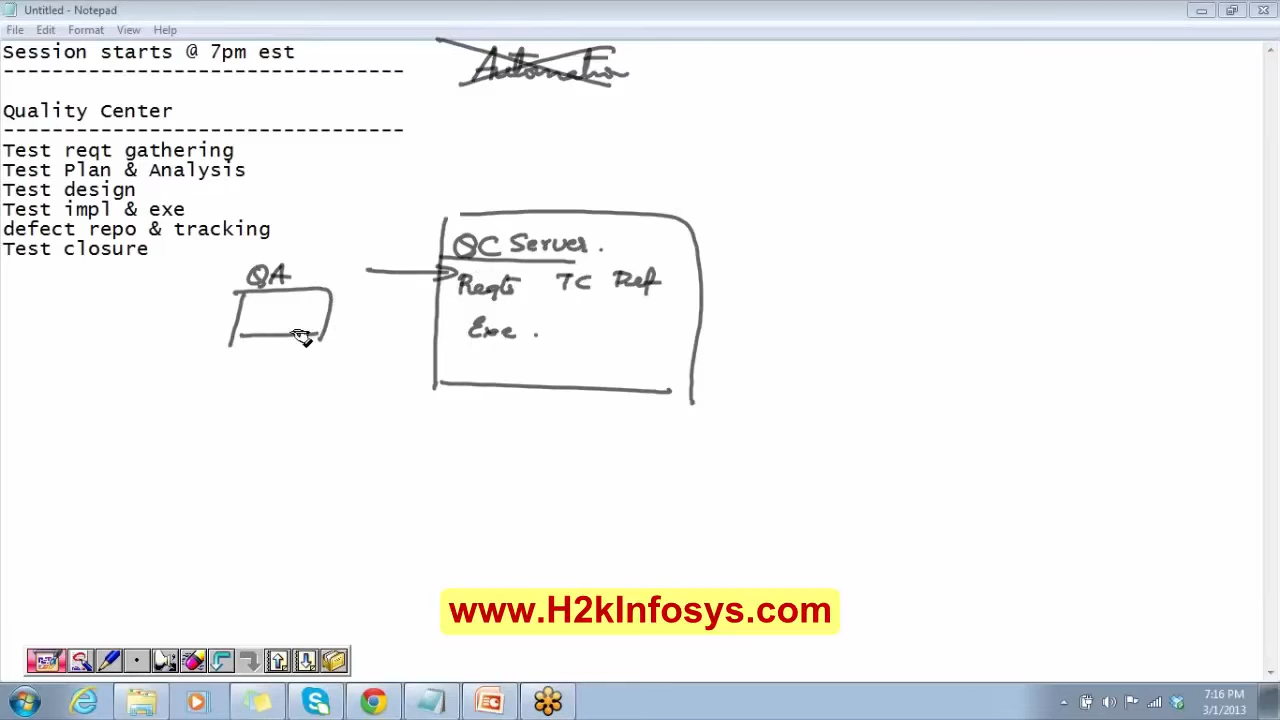 Untitled - Notepad
File Edit Format View Help
Session starts @ 7pm est
---------------------------------
Automation
Quality Center
---------------------------------
Test reqt gathering
Test Plan & Analysis
Test design
Test impl & exe
defect repo & tracking
Test closure
QA
QC Server.
Reqts TC Def
Exe.
www.H2kInfosys.com
7:16 PM
3/1/2013